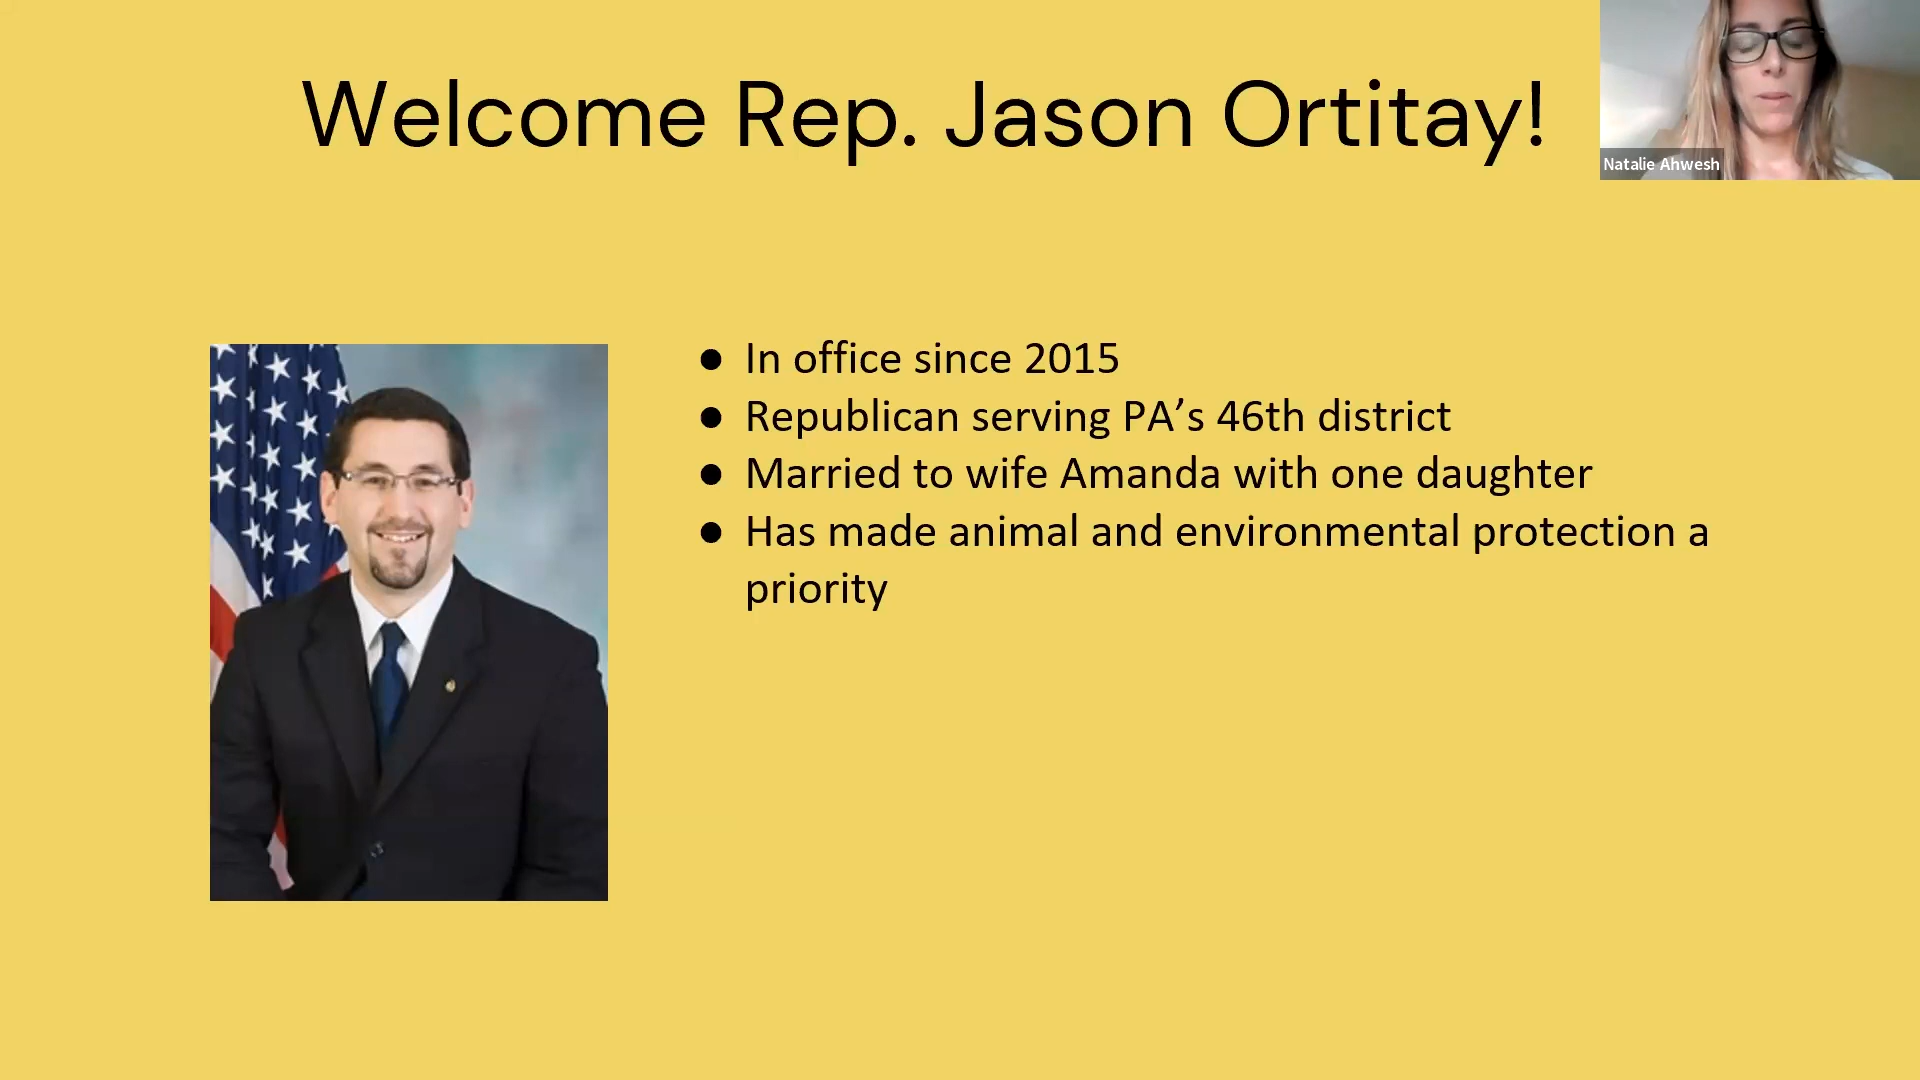 Welcome Rep. Jason Ortitay!
Natalie Ahwesh
● In office since 2015
● Republican serving PA’s 46th district
● Married to wife Amanda with one daughter
● Has made animal and environmental protection a
priority